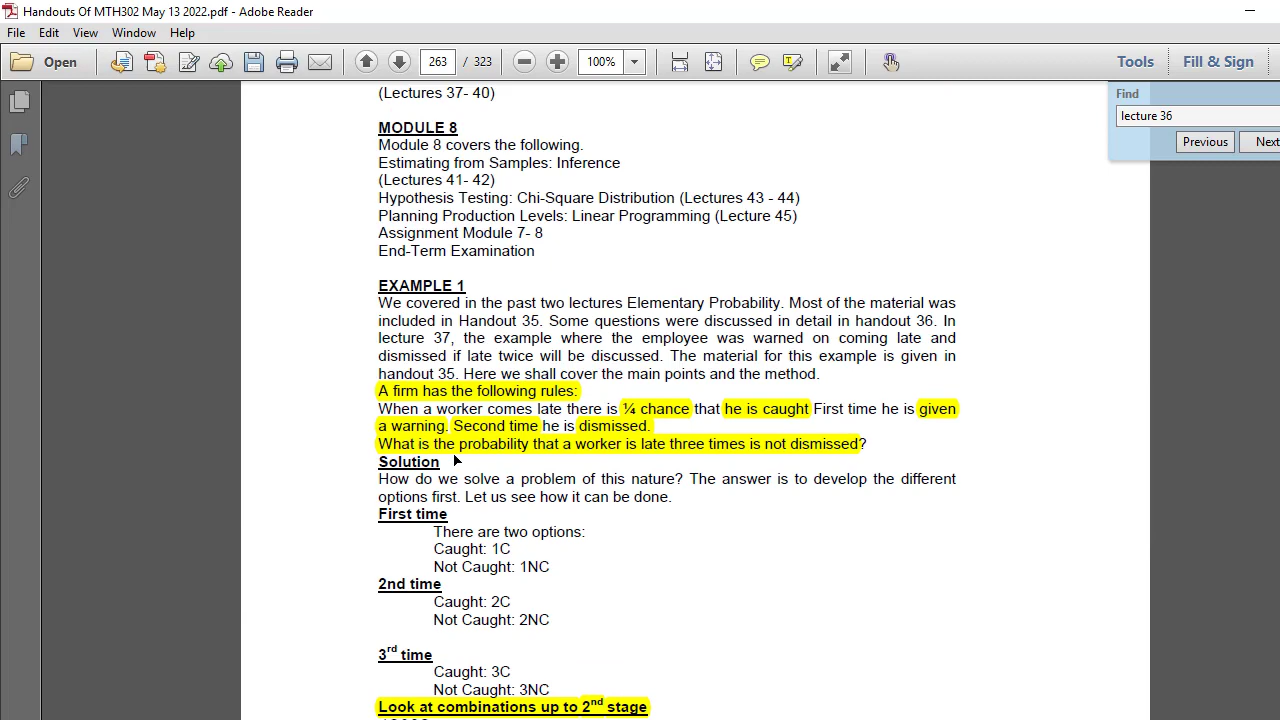 Handouts Of MTH302 May 13 2022.pdf - Adobe Reader
File Edit View Window Help
Open 263 / 323 100% Tools Fill & Sign
Find
lecture 36
Previous Next
(Lectures 37- 40)
MODULE 8
Module 8 covers the following.
Estimating from Samples: Inference
(Lectures 41- 42)
Hypothesis Testing: Chi-Square Distribution (Lectures 43 - 44)
Planning Production Levels: Linear Programming (Lecture 45)
Assignment Module 7- 8
End-Term Examination
EXAMPLE 1
We covered in the past two lectures Elementary Probability. Most of the material was
included in Handout 35. Some questions were discussed in detail in handout 36. In
lecture 37, the example where the employee was warned on coming late and
dismissed if late twice will be discussed. The material for this example is given in
handout 35. Here we shall cover the main points and the method.
A firm has the following rules:
When a worker comes late there is ¼ chance that he is caught First time he is given
a warning. Second time he is dismissed.
What is the probability that a worker is late three times is not dismissed?
Solution
How do we solve a problem of this nature? The answer is to develop the different
options first. Let us see how it can be done.
First time
There are two options:
Caught: 1C
Not Caught: 1NC
2nd time
Caught: 2C
Not Caught: 2NC
3rd time
Caught: 3C
Not Caught: 3NC
Look at combinations up to 2nd stage